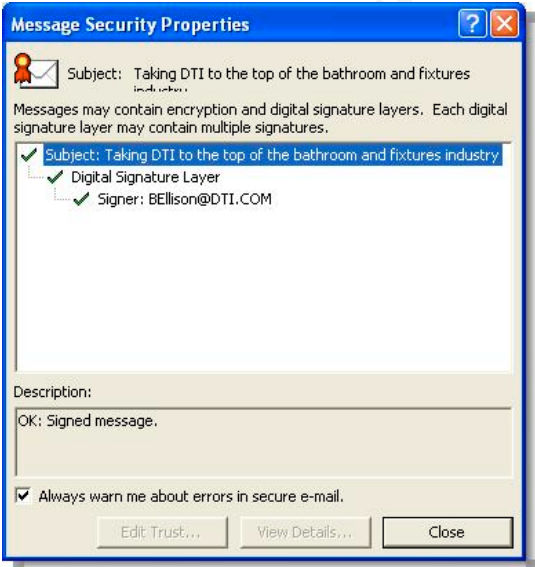 Message Security Properties
Subject: Taking DTI to the top of the bathroom and fixtures
industry
Messages may contain encryption and digital signature layers. Each digital
signature layer may contain multiple signatures.
Subject: Taking DTI to the top of the bathroom and fixtures industry
Digital Signature Layer
Signer: BEllison@DTI.COM
Description:
OK: Signed message.
Always warn me about errors in secure e-mail.
Edit Trust... View Details... Close